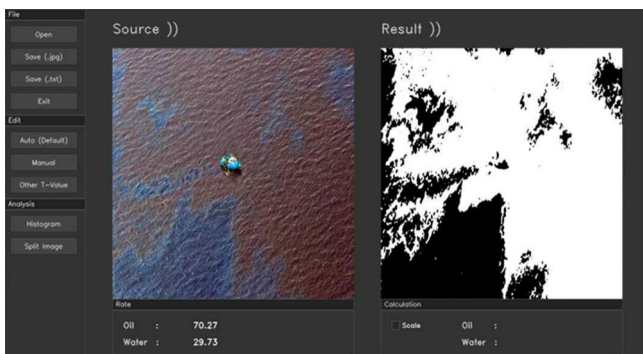 File
Open
Save (.jpg)
Save (.txt)
Exit
Edit
Auto (Default)
Manual
Other T-Value
Analysis
Histogram
Split Image
Source ))
Rate
Oil : 70.27
Water : 29.73
Result ))
Calculation
Scale Oil :
Water :